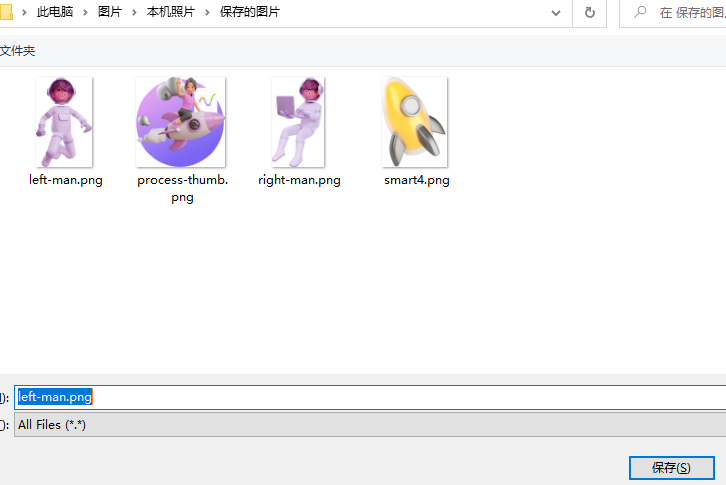 此电脑 > 图片 > 本机照片 > 保存的图片
在 保存的图
文件夹
left-man.png
process-thumb.
png
right-man.png
smart4.png
left-man.png
All Files (*.*)
保存(S)